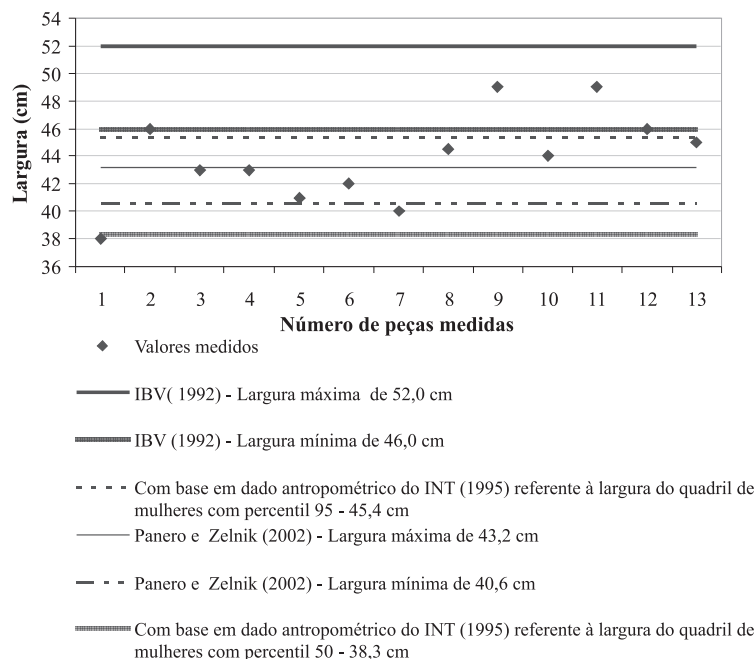 54
52
50
48
46
44
42
40
38
36
Largura (cm)
1 2 3 4 5 6 7 8 9 10 11 12 13
Número de peças medidas
Valores medidos
IBV( 1992) - Largura máxima de 52,0 cm
IBV (1992) - Largura mínima de 46,0 cm
Com base em dado antropométrico do INT (1995) referente à largura do quadril de
mulheres com percentil 95 - 45,4 cm
Panero e Zelnik (2002) - Largura máxima de 43,2 cm
Panero e Zelnik (2002) - Largura mínima de 40,6 cm
Com base em dado antropométrico do INT (1995) referente à largura do quadril de
mulheres com percentil 50 - 38,3 cm